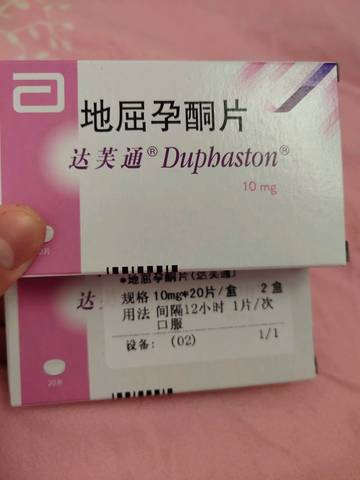 地屈孕酮片
达芙通® Duphaston®
10 mg
片
●地屈孕酮片(达芙通)
规格 10mg*20片/盒 2 盒
用法 间隔12小时 1片/次
口服
设备: (02) 1/1
达
20片